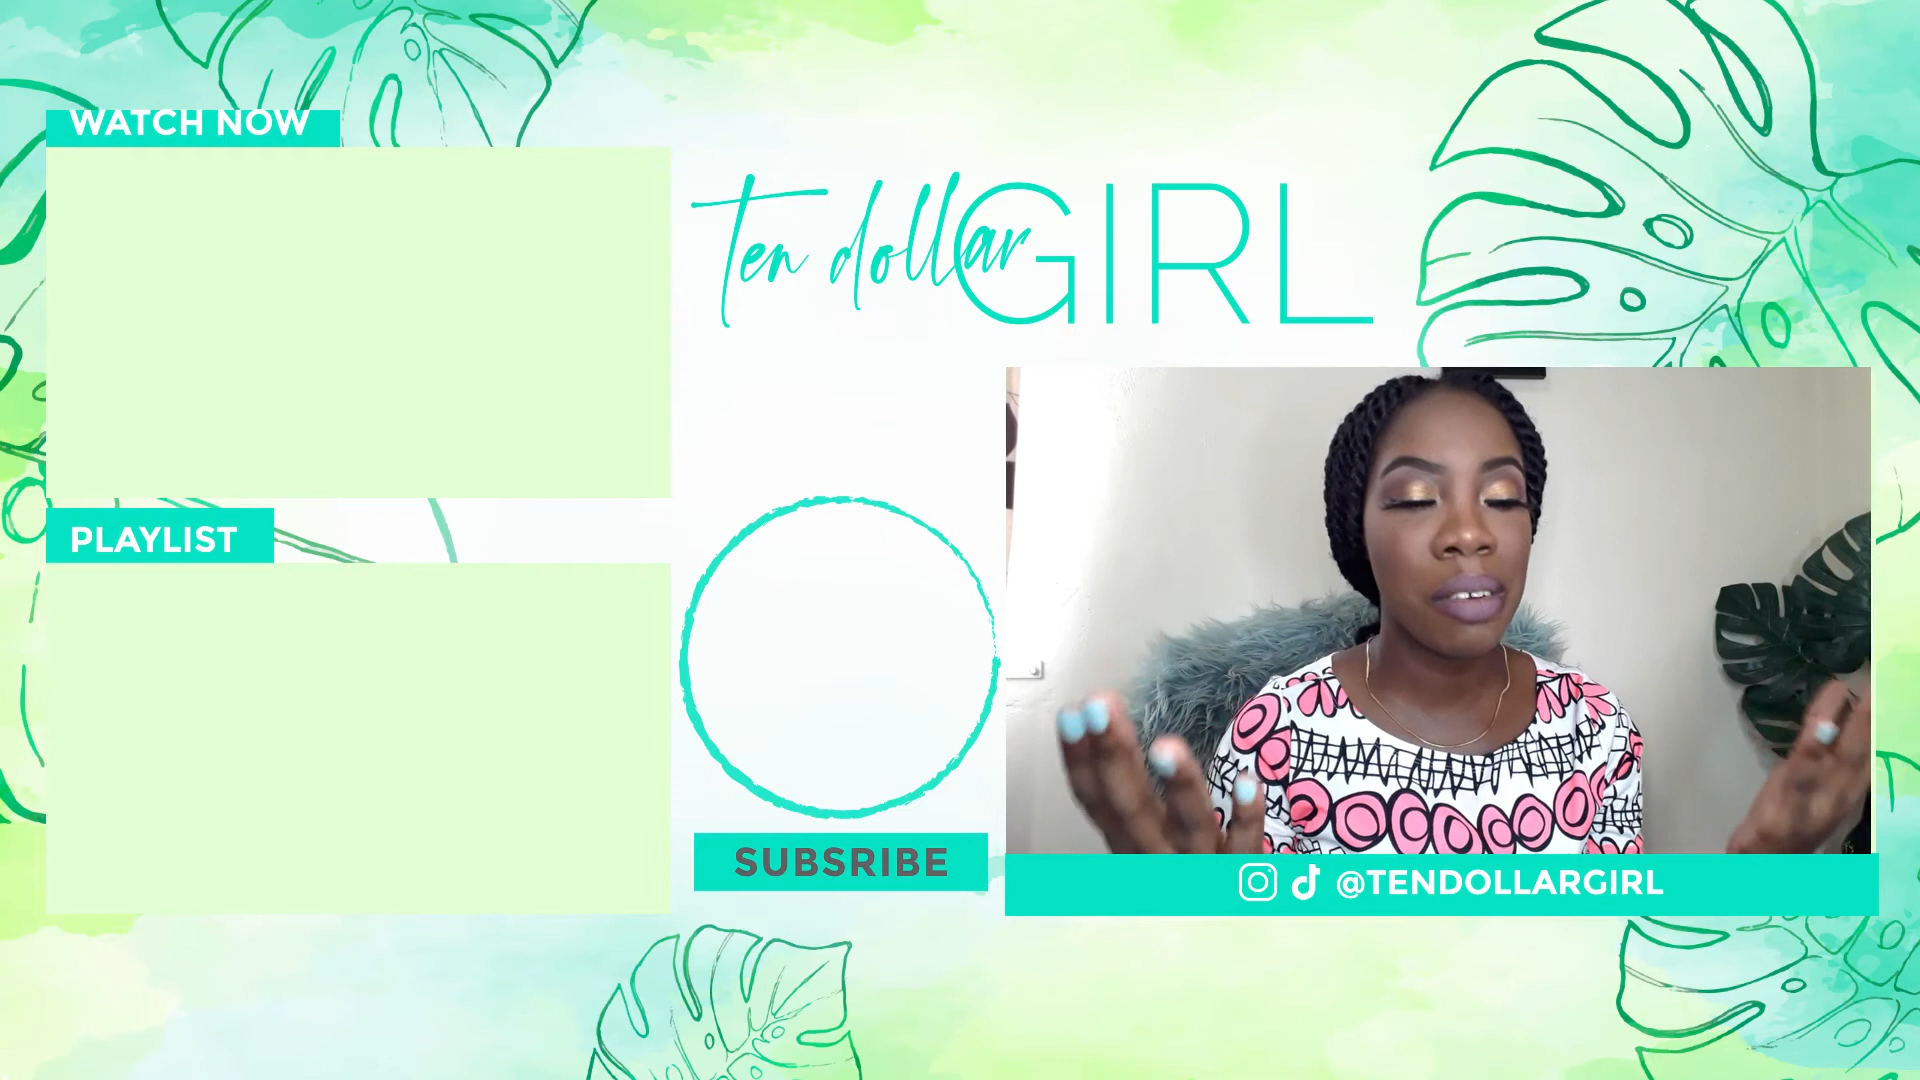 WATCH NOW
ten dollar GIRL
PLAYLIST
SUBSRIBE
@TENDOLLARGIRL